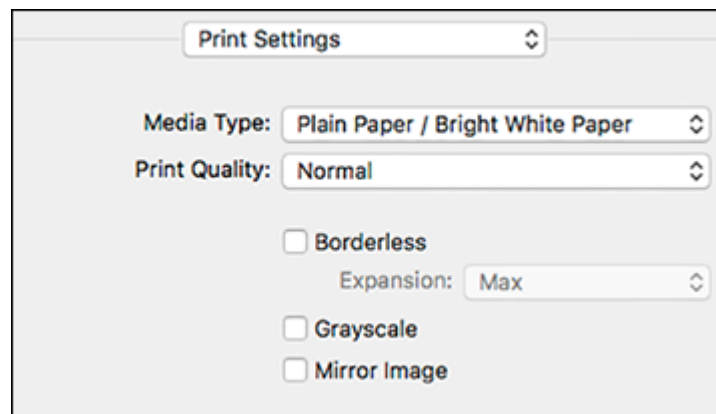 Print Settings
Media Type: Plain Paper / Bright White Paper
Print Quality: Normal
Borderless
Expansion: Max
Grayscale
Mirror Image